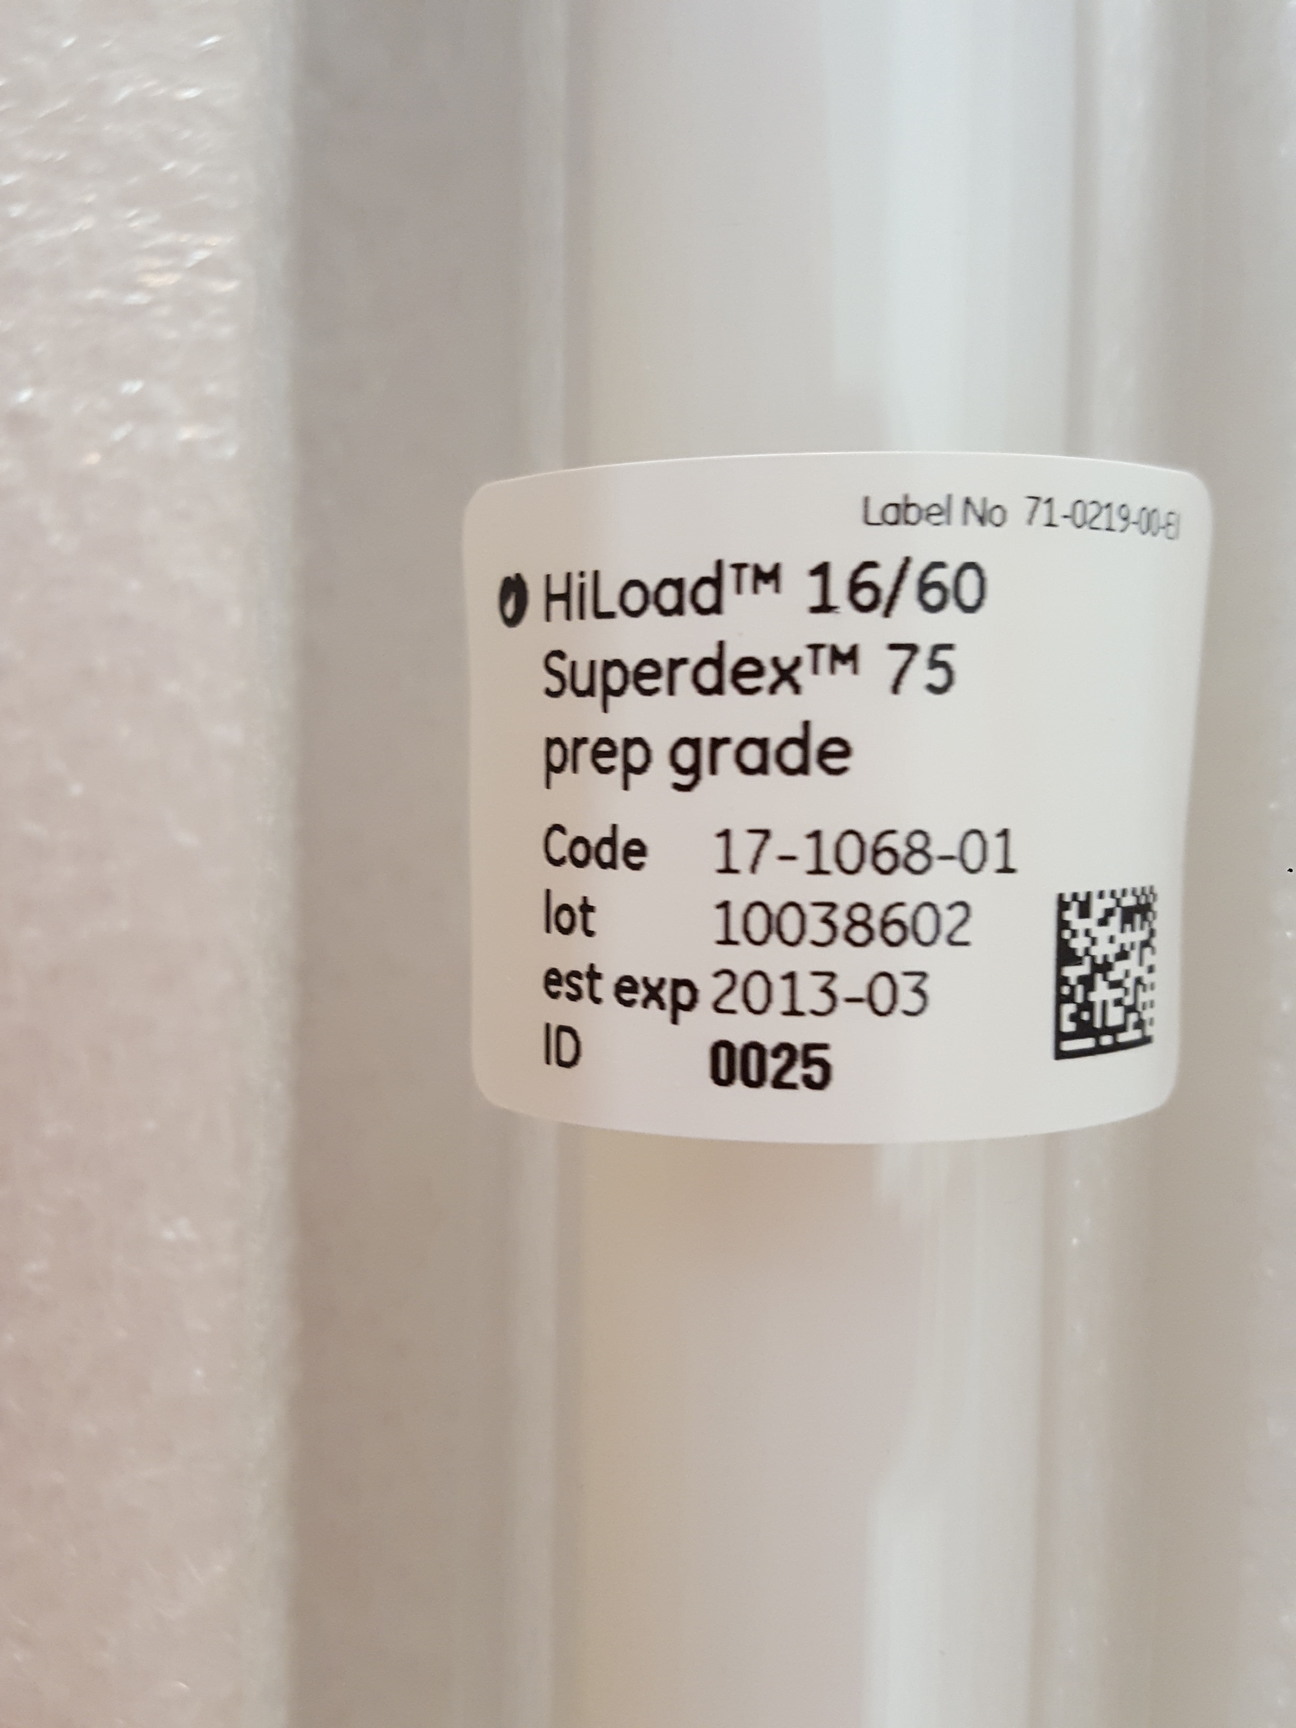 Label No 71-0219-00-EI
HiLoad™ 16/60
Superdex™ 75
prep grade
Code 17-1068-01
lot 10038602
est exp 2013-03
ID 0025